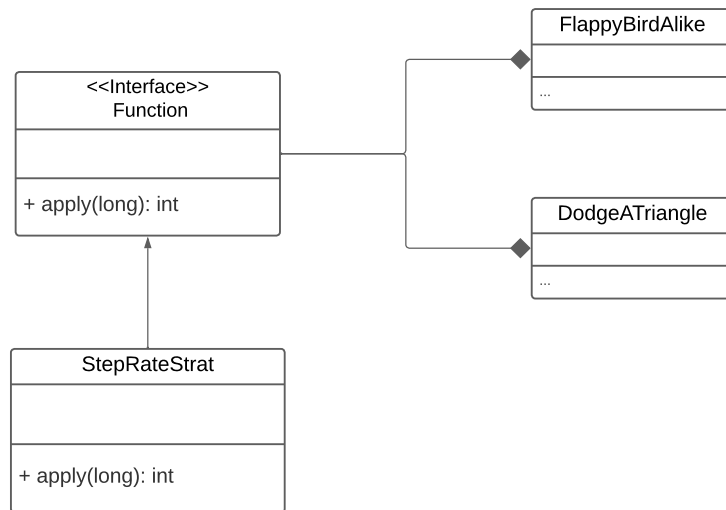 FlappyBirdAlike
...
<<Interface>>
Function
+ apply(long): int
DodgeATriangle
...
StepRateStrat
+ apply(long): int